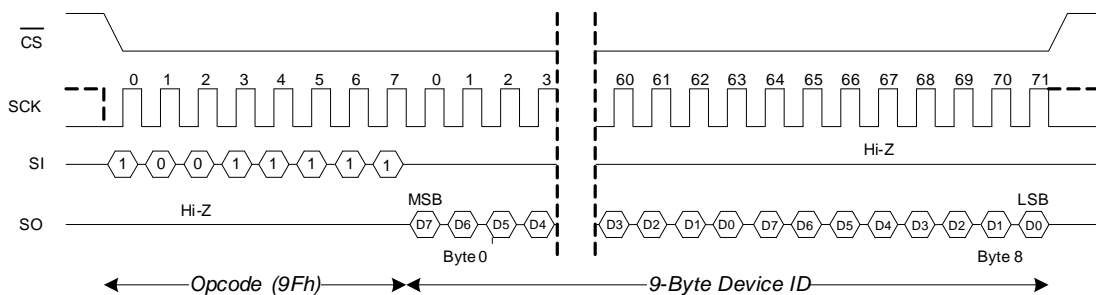 CS
0 1 2 3 4 5 6 7 0 1 2 3 60 61 62 63 64 65 66 67 68 69 70 71
SCK
Hi-Z
SI 1 0 0 1 1 1 1 1
MSB LSB
Hi-Z
SO D7 D6 D5 D4 D3 D2 D1 D0 D7 D6 D5 D4 D3 D2 D1 D0
Byte 0 Byte 8
Opcode (9Fh) 9-Byte Device ID